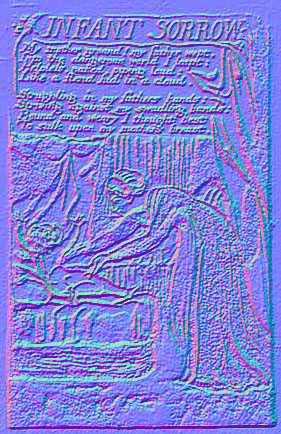 INFANT SORROW
My mother groand! my father wept.
Into the dangerous world I leapt:
Helpless naked piping loud:
Like a fiend hid in a cloud.
Struggling in my fathers hands:
Striving against my swadling bands:
Bound and weary I thought best
To sulk upon my mothers breast.